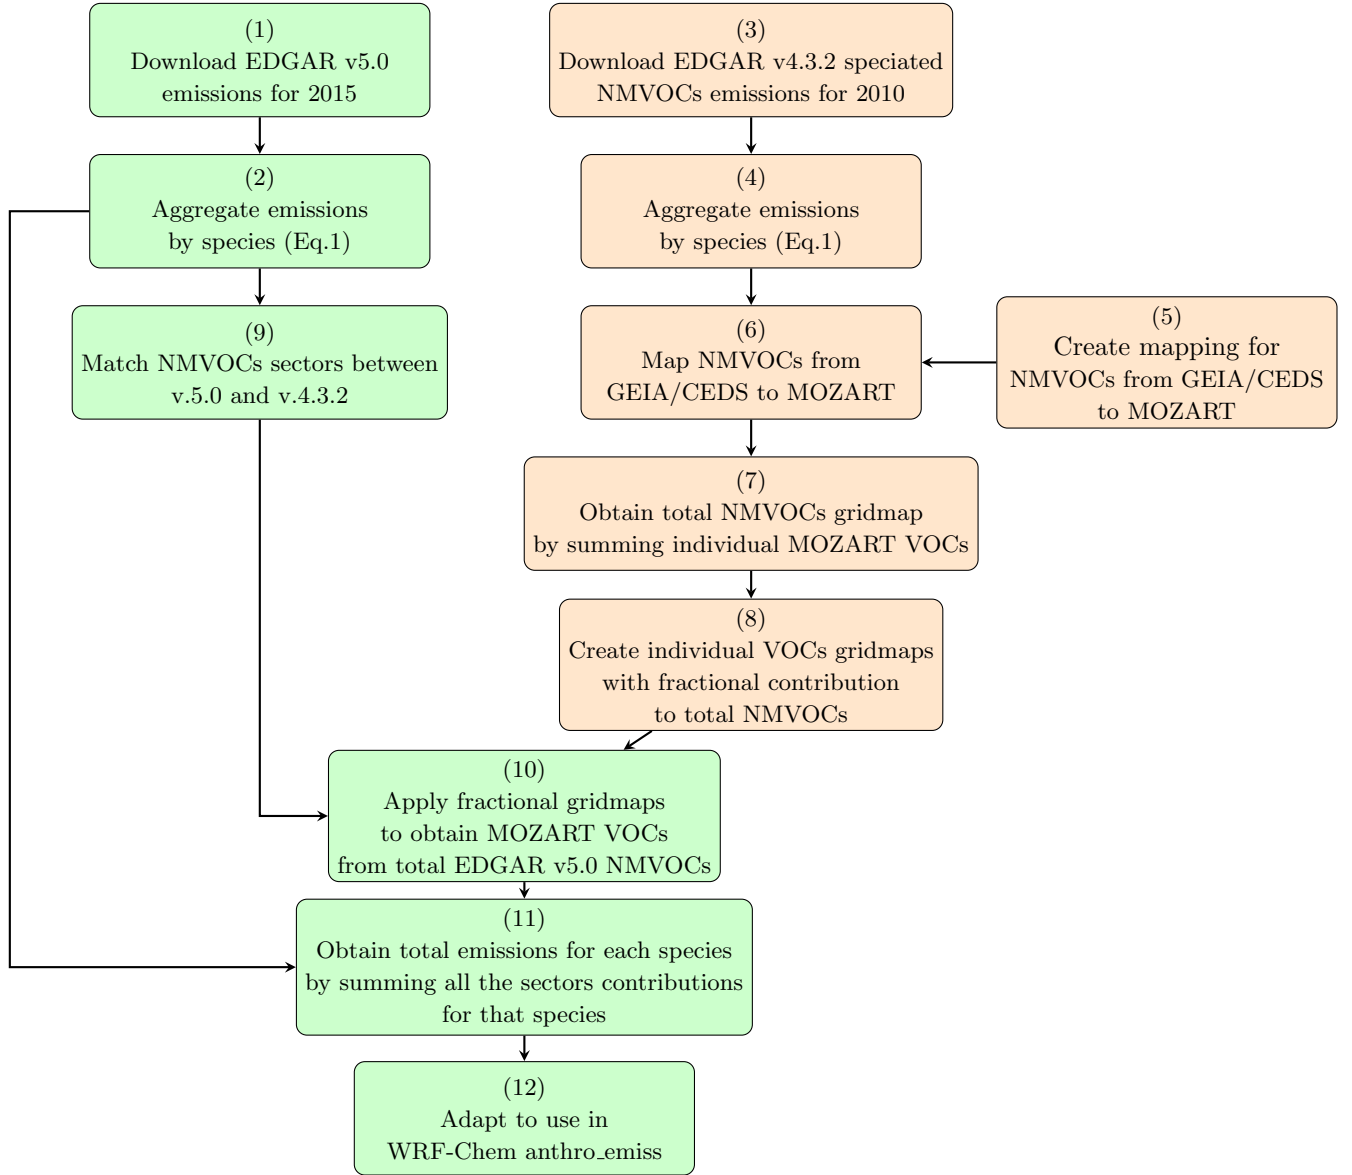 (1)
Download EDGAR v5.0
emissions for 2015
(3)
Download EDGAR v4.3.2 speciated
NMVOCs emissions for 2010
(2)
Aggregate emissions
by species (Eq.1)
(4)
Aggregate emissions
by species (Eq.1)
(9)
Match NMVOCs sectors between
v.5.0 and v.4.3.2
(6)
Map NMVOCs from
GEIA/CEDS to MOZART
(5)
Create mapping for
NMVOCs from GEIA/CEDS
to MOZART
(7)
Obtain total NMVOCs gridmap
by summing individual MOZART VOCs
(8)
Create individual VOCs gridmaps
with fractional contribution
to total NMVOCs
(10)
Apply fractional gridmaps
to obtain MOZART VOCs
from total EDGAR v5.0 NMVOCs
(11)
Obtain total emissions for each species
by summing all the sectors contributions
for that species
(12)
Adapt to use in
WRF-Chem anthro_emiss